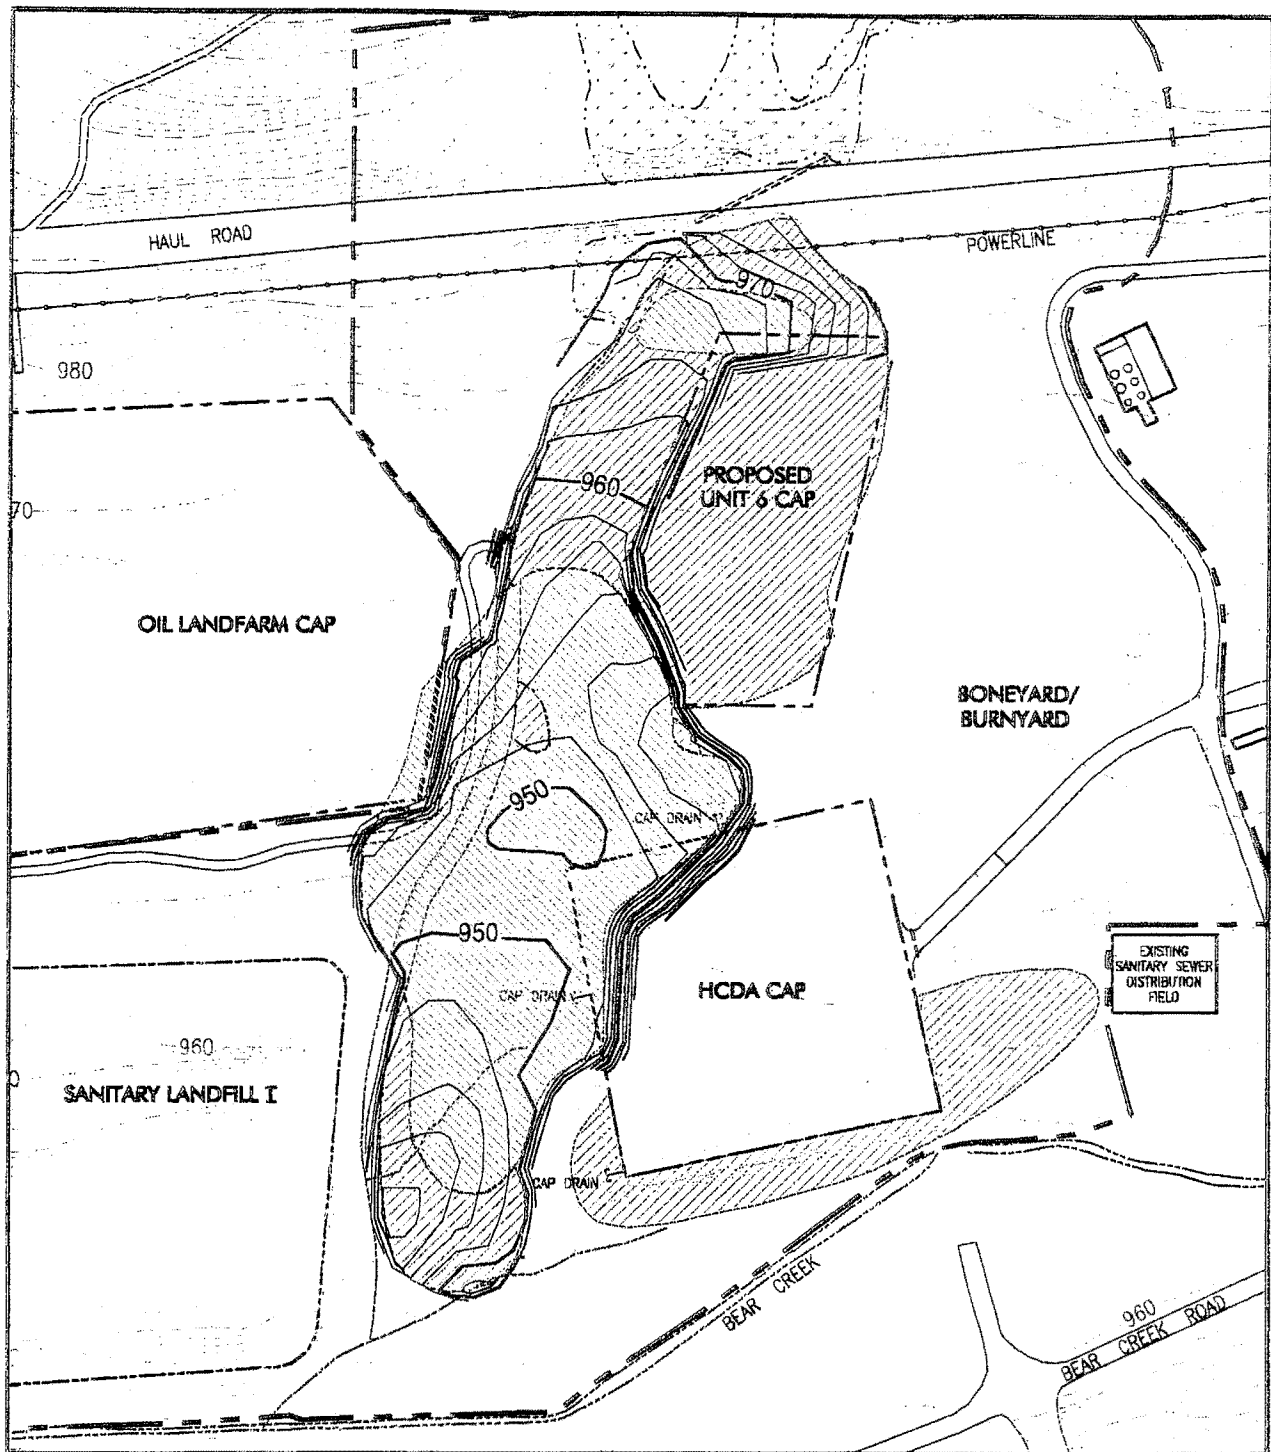 HAUL ROAD
POWERLINE
970
980
PROPOSED
UNIT 6 CAP
960
70
OIL LANDFARM CAP
BONEYARD/
BURNYARD
950
CAP DRAIN
950
EXISTING
SANITARY SEWER
DISTRIBUTION
FIELD
HCDA CAP
CAP DRAIN
960
0
SANITARY LANDFILL I
CAP DRAIN
BEAR CREEK
960
BEAR CREEK ROAD